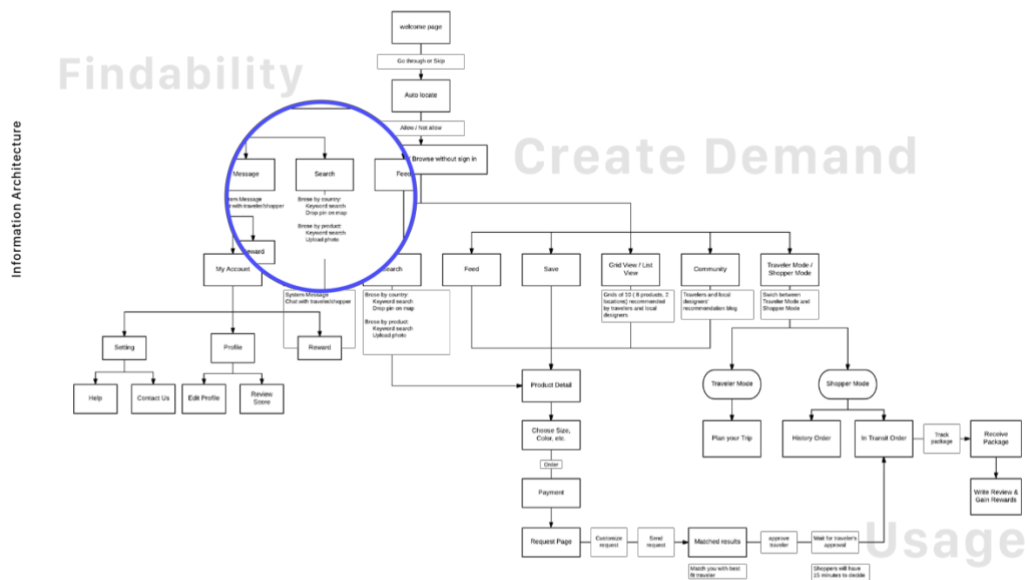 Information Architecture
Findability
Create Demand
Usage
welcome page
Go through or Skip
Auto locate
Allow / Not allow
Browse without sign in
Message
Search
Feed
Message
with traveler/shopper
Brose by country:
Keyword search
Drop pin on map
Brose by product:
Keyword search
Upload photo
My Account
Search
Feed
Save
Grid View / List
View
Community
Traveler Mode /
Shopper Mode
System Message
Chat with traveler/shopper
Brose by country:
Keyword search
Drop pin on map
Brose by product:
Keyword search
Upload photo
Grids of 10 ( 8 products, 2
locations) recommended
by travelers and local
designers
Travelers and local
designers'
recommendation blog
Swich between
Traveler Mode and
Shopper Mode
Setting
Profile
Reward
Help
Contact Us
Edit Profile
Review
Score
Product Detail
Traveler Mode
Shopper Mode
Choose Size,
Color, etc.
Plan your Trip
History Order
In Transit Order
Track
package
Receive
Package
Order
Payment
Write Review &
Gain Rewards
Request Page
Customize
request
Send
request
Matched results
approve
traveler
Wait for traveler's
approval
Match you with best
fit traveler
Shoppers will have
15 minutes to decide